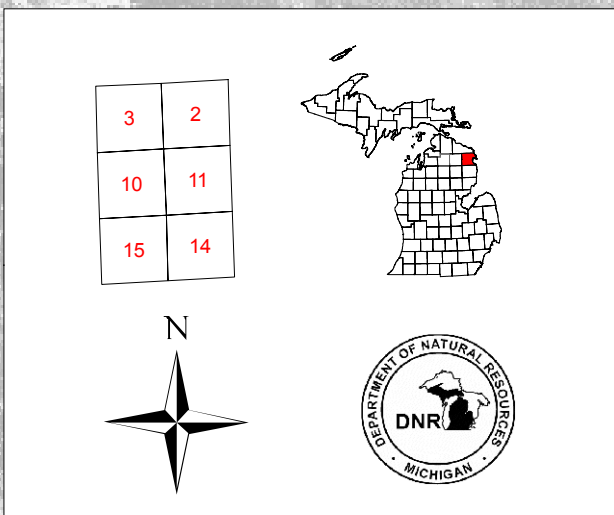 3 2
10 11
15 14
N
DEPARTMENT OF NATURAL RESOURCES
DNR
MICHIGAN